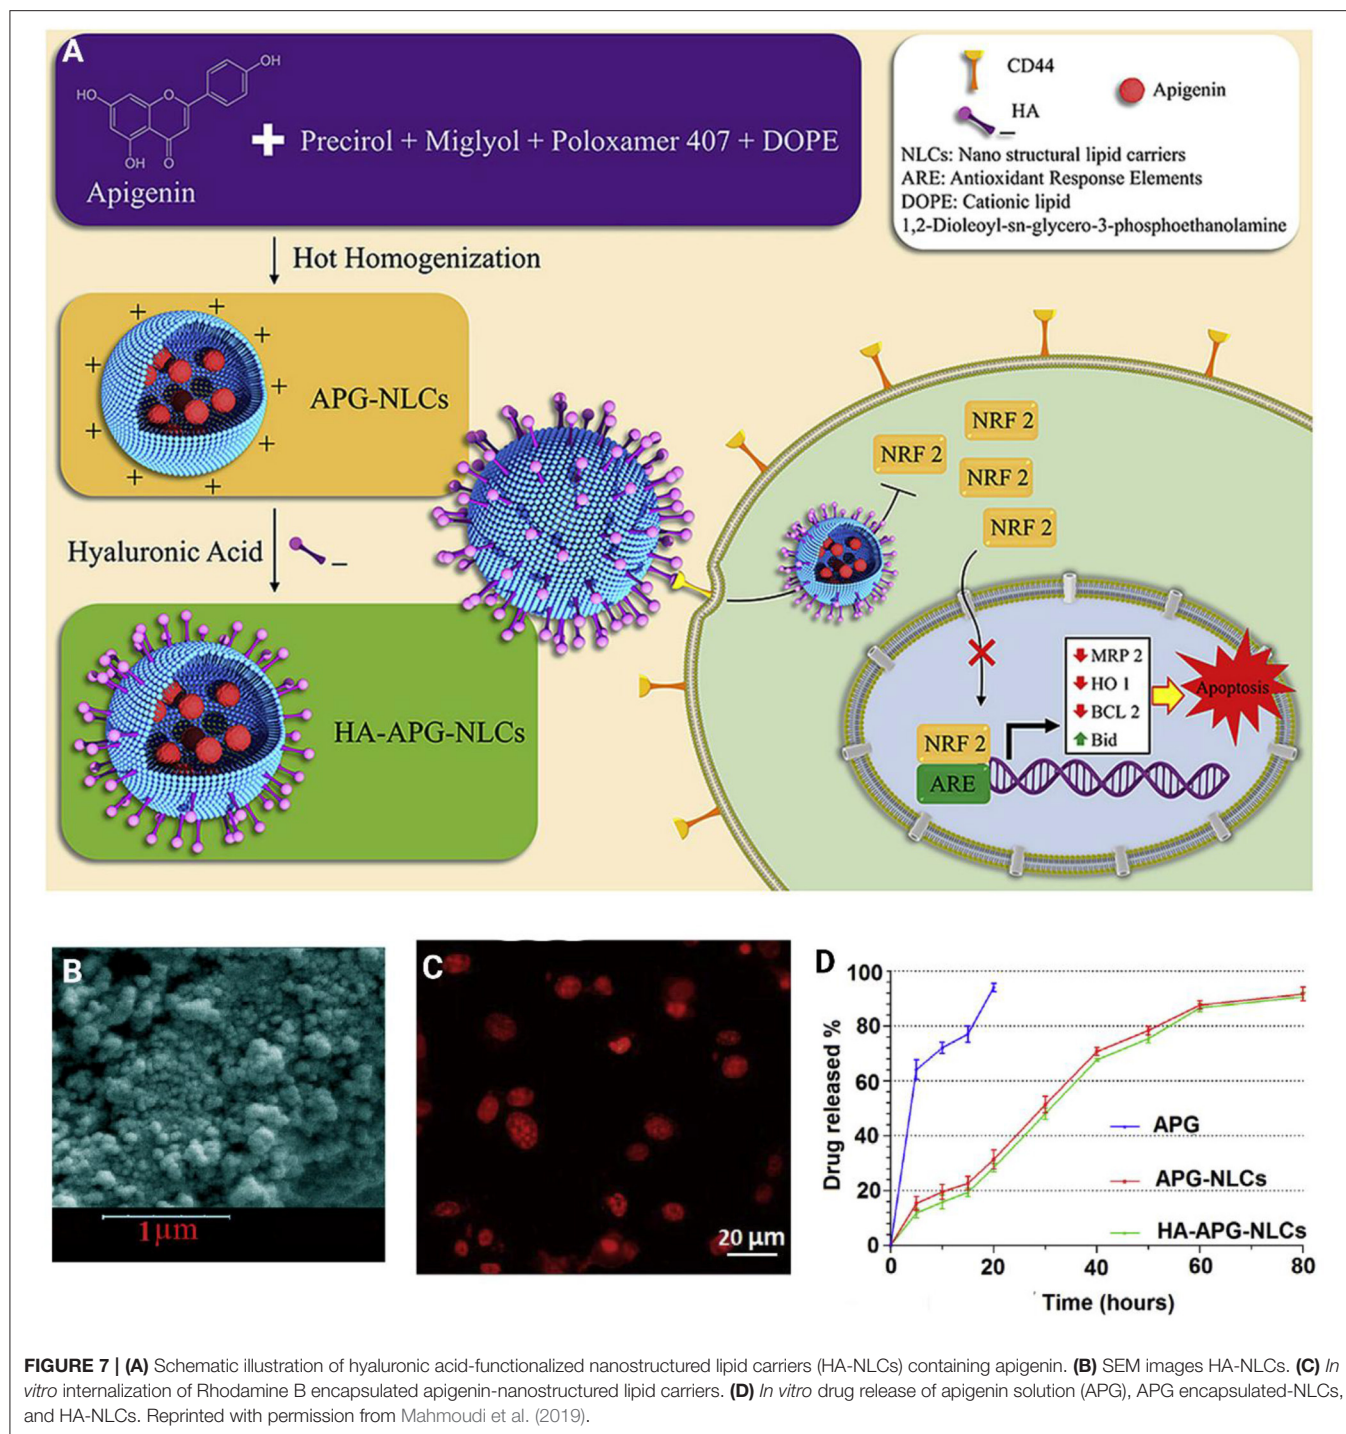 A
OH
HO
O
OH
O
Apigenin
+ Precirol + Miglyol + Poloxamer 407 + DOPE
CD44
HA
Apigenin
NLCs: Nano structural lipid carriers
ARE: Antioxidant Response Elements
DOPE: Cationic lipid
1,2-Dioleoyl-sn-glycero-3-phosphoethanolamine
Hot Homogenization
APG-NLCs
Hyaluronic Acid
HA-APG-NLCs
NRF 2
NRF 2
NRF 2
NRF 2
MRP 2
HO 1
BCL 2
Bid
Apoptosis
NRF 2
ARE
B
1µm
C
20 µm
D
Drug released %
100
80
60
40
20
0
APG
APG-NLCs
HA-APG-NLCs
0 20 40 60 80
Time (hours)
FIGURE 7 | (A) Schematic illustration of hyaluronic acid-functionalized nanostructured lipid carriers (HA-NLCs) containing apigenin. (B) SEM images HA-NLCs. (C) In
vitro internalization of Rhodamine B encapsulated apigenin-nanostructured lipid carriers. (D) In vitro drug release of apigenin solution (APG), APG encapsulated-NLCs,
and HA-NLCs. Reprinted with permission from Mahmoudi et al. (2019).